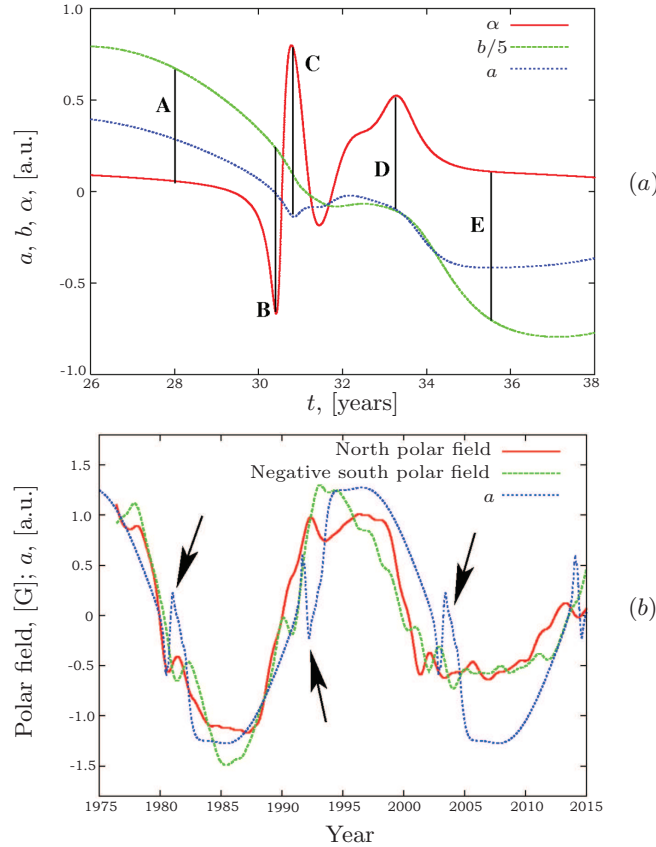 1.0
0.5
0
-0.5
-1.0
a, b, α, [a.u.]
α
b/5
a
A
B
C
D
E
(a)
26 28 30 32 34 36 38
t, [years]
1.5
1.0
0.5
0
-0.5
-1.0
-1.5
Polar field, [G]; a, [a.u.]
North polar field
Negative south polar field
a
(b)
1975 1980 1985 1990 1995 2000 2005 2010 2015
Year